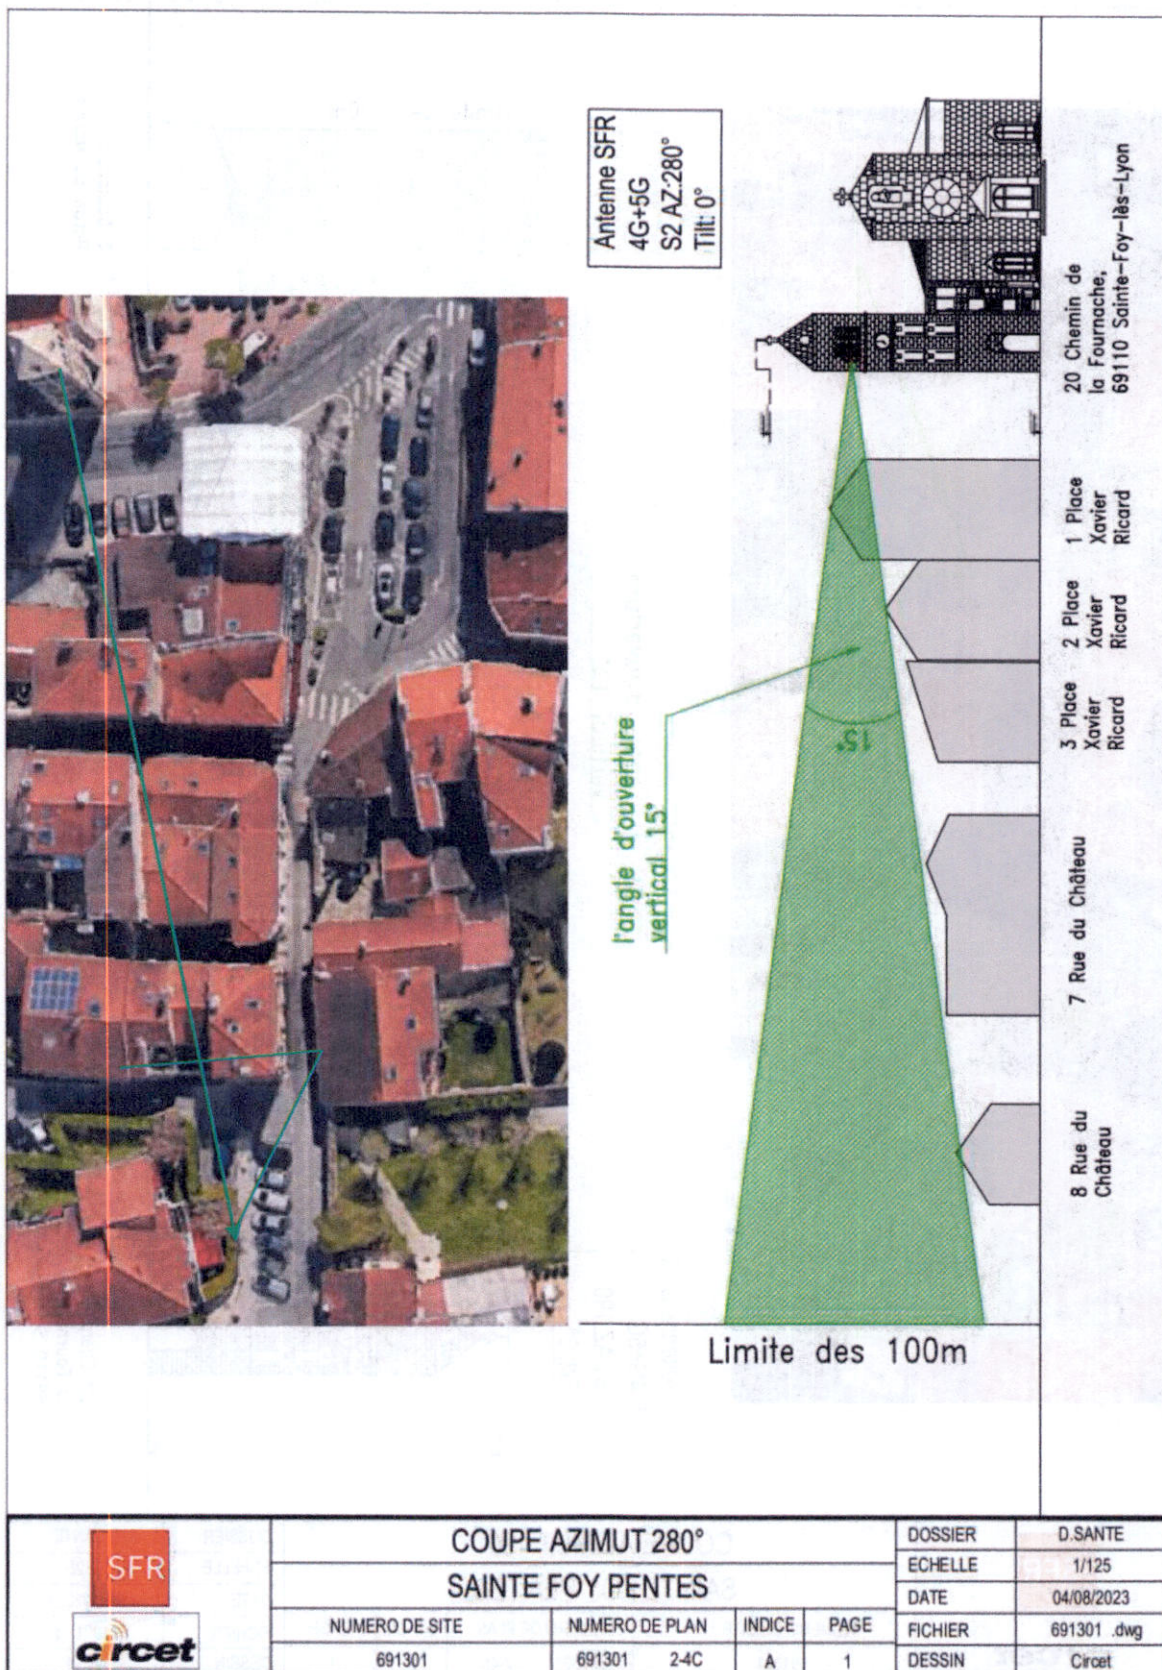 Antenne SFR
4G+5G
S2 AZ:280°
Tilt: 0°
20 Chemin de
la Fournache,
69110 Sainte-Foy-lès-Lyon
1 Place
Xavier
Ricard
2 Place
Xavier
Ricard
3 Place
Xavier
Ricard
7 Rue du Château
8 Rue du
Château
l'angle d'ouverture
vertical 15°
15°
Limite des 100m
SFR
circet
COUPE AZIMUT 280°
SAINTE FOY PENTES
NUMERO DE SITE NUMERO DE PLAN INDICE PAGE
691301 691301 2-4C A 1
DOSSIER D.SANTE
ECHELLE 1/125
DATE 04/08/2023
FICHIER 691301 .dwg
DESSIN Circet